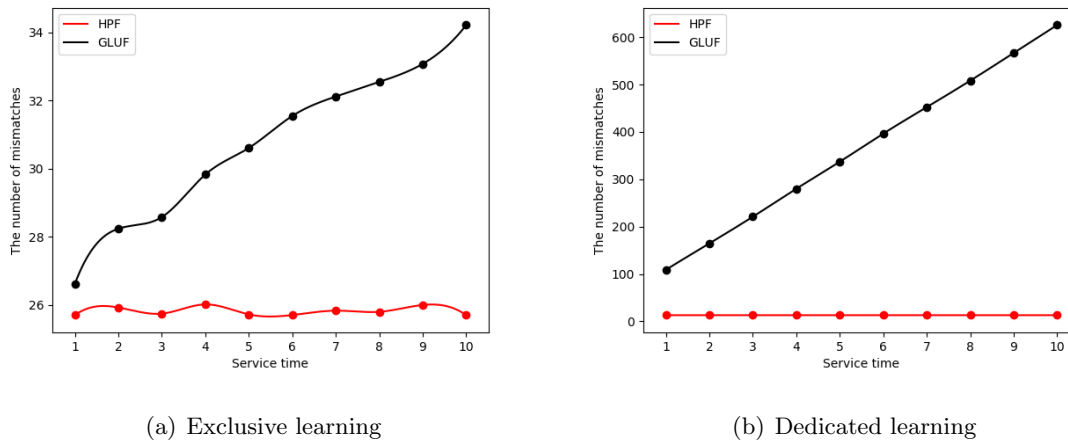 HPF
GLUF
34
32
30
28
26
The number of mismatches
1 2 3 4 5 6 7 8 9 10
Service time
(a) Exclusive learning
HPF
GLUF
600
500
400
300
200
100
0
The number of mismatches
1 2 3 4 5 6 7 8 9 10
Service time
(b) Dedicated learning